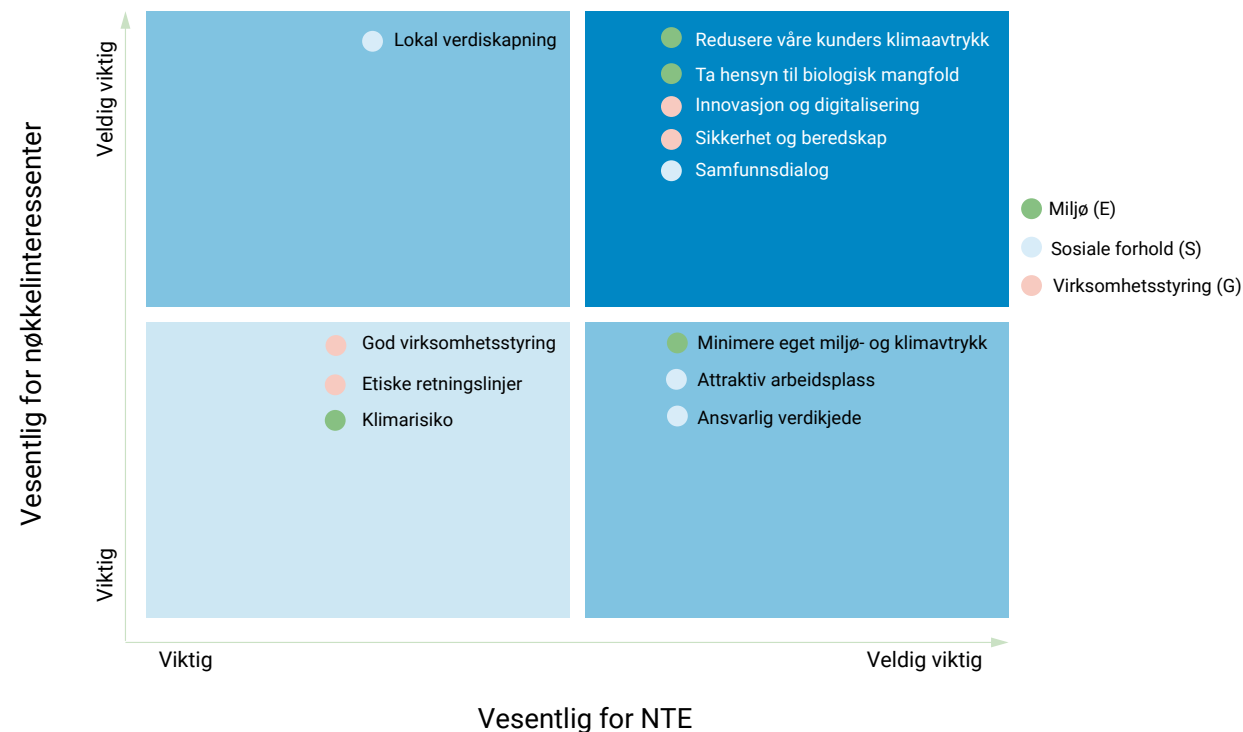 Vesentlig for nøkkelinteressenter
Veldig viktig
Viktig
Lokal verdiskapning
Redusere våre kunders klimaavtrykk
Ta hensyn til biologisk mangfold
Innovasjon og digitalisering
Sikkerhet og beredskap
Samfunnsdialog
God virksomhetsstyring
Etiske retningslinjer
Klimarisiko
Minimere eget miljø- og klimavtrykk
Attraktiv arbeidsplass
Ansvarlig verdikjede
Miljø (E)
Sosiale forhold (S)
Virksomhetsstyring (G)
Viktig
Veldig viktig
Vesentlig for NTE